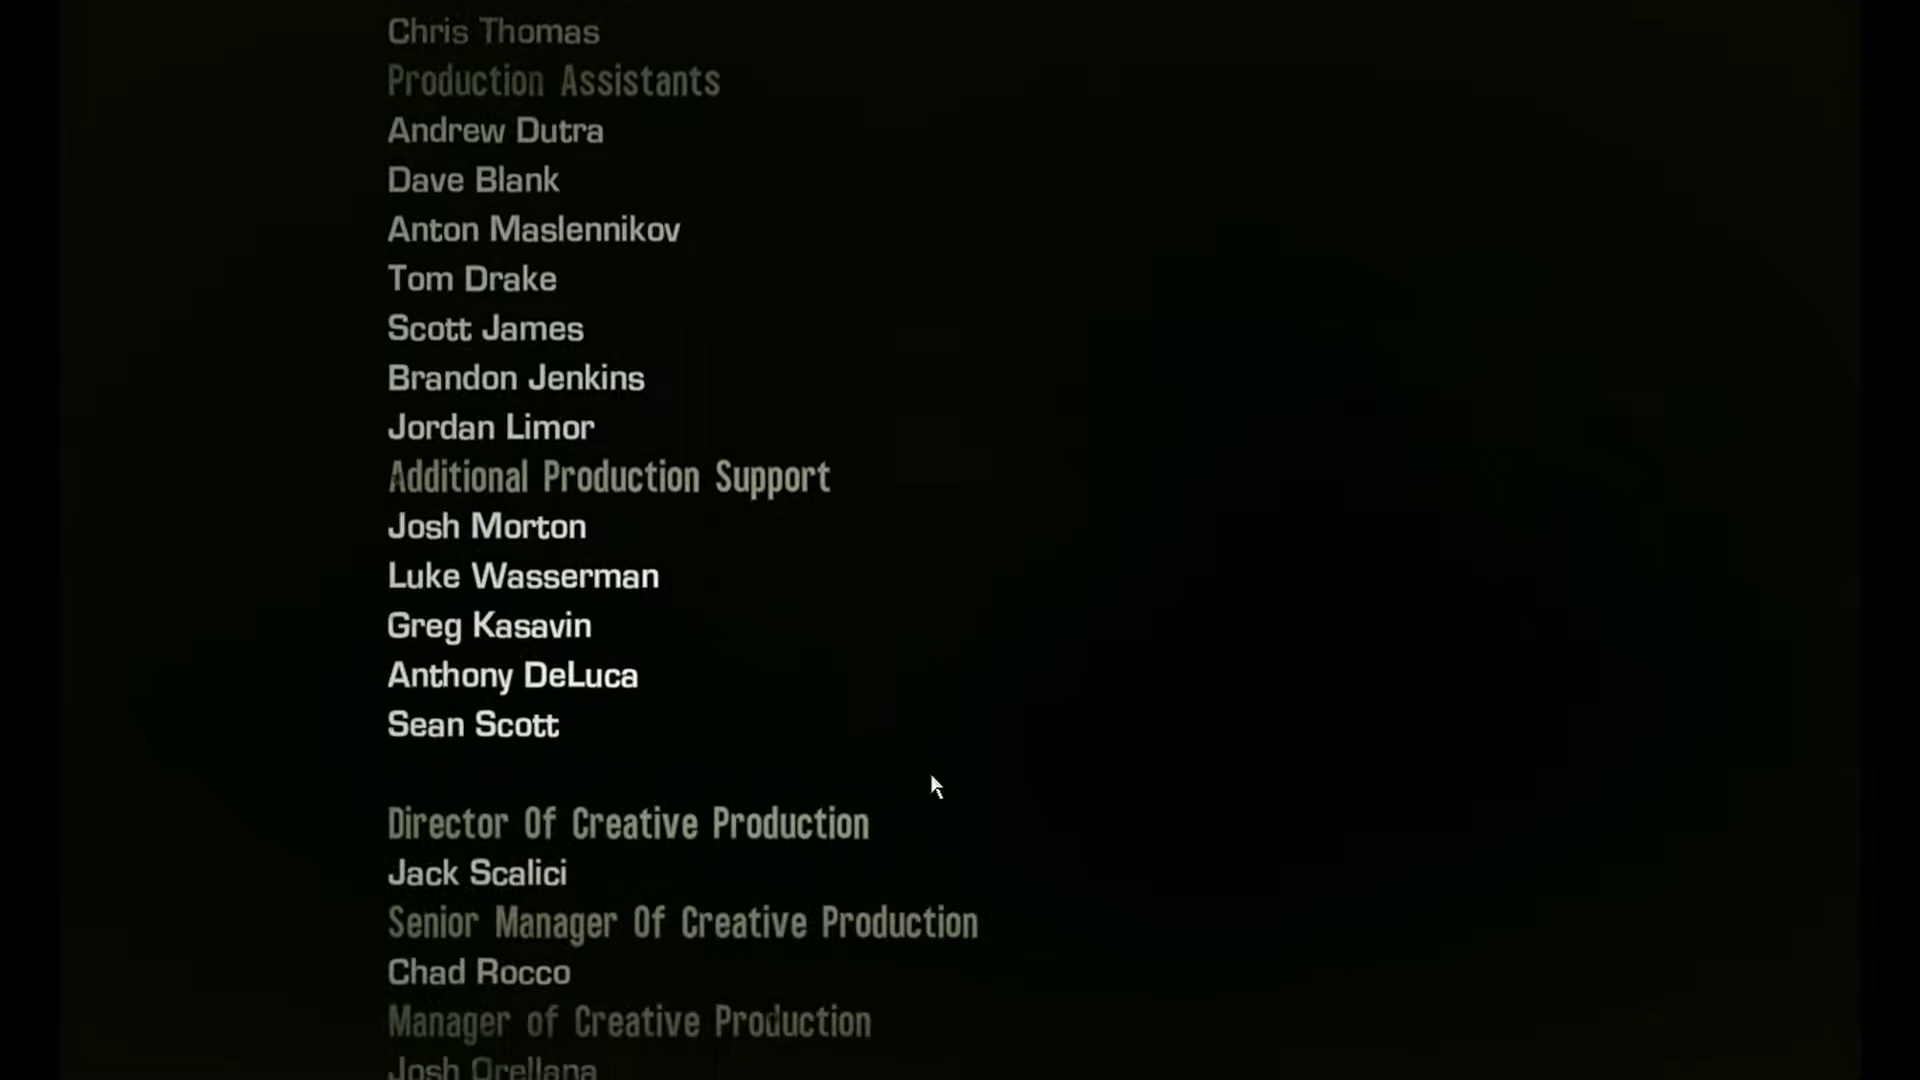 Chris Thomas
Production Assistants
Andrew Dutra
Dave Blank
Anton Maslennikov
Tom Drake
Scott James
Brandon Jenkins
Jordan Limor
Additional Production Support
Josh Morton
Luke Wasserman
Greg Kasavin
Anthony DeLuca
Sean Scott
Director Of Creative Production
Jack Scalici
Senior Manager Of Creative Production
Chad Rocco
Manager of Creative Production
Josh Orellana